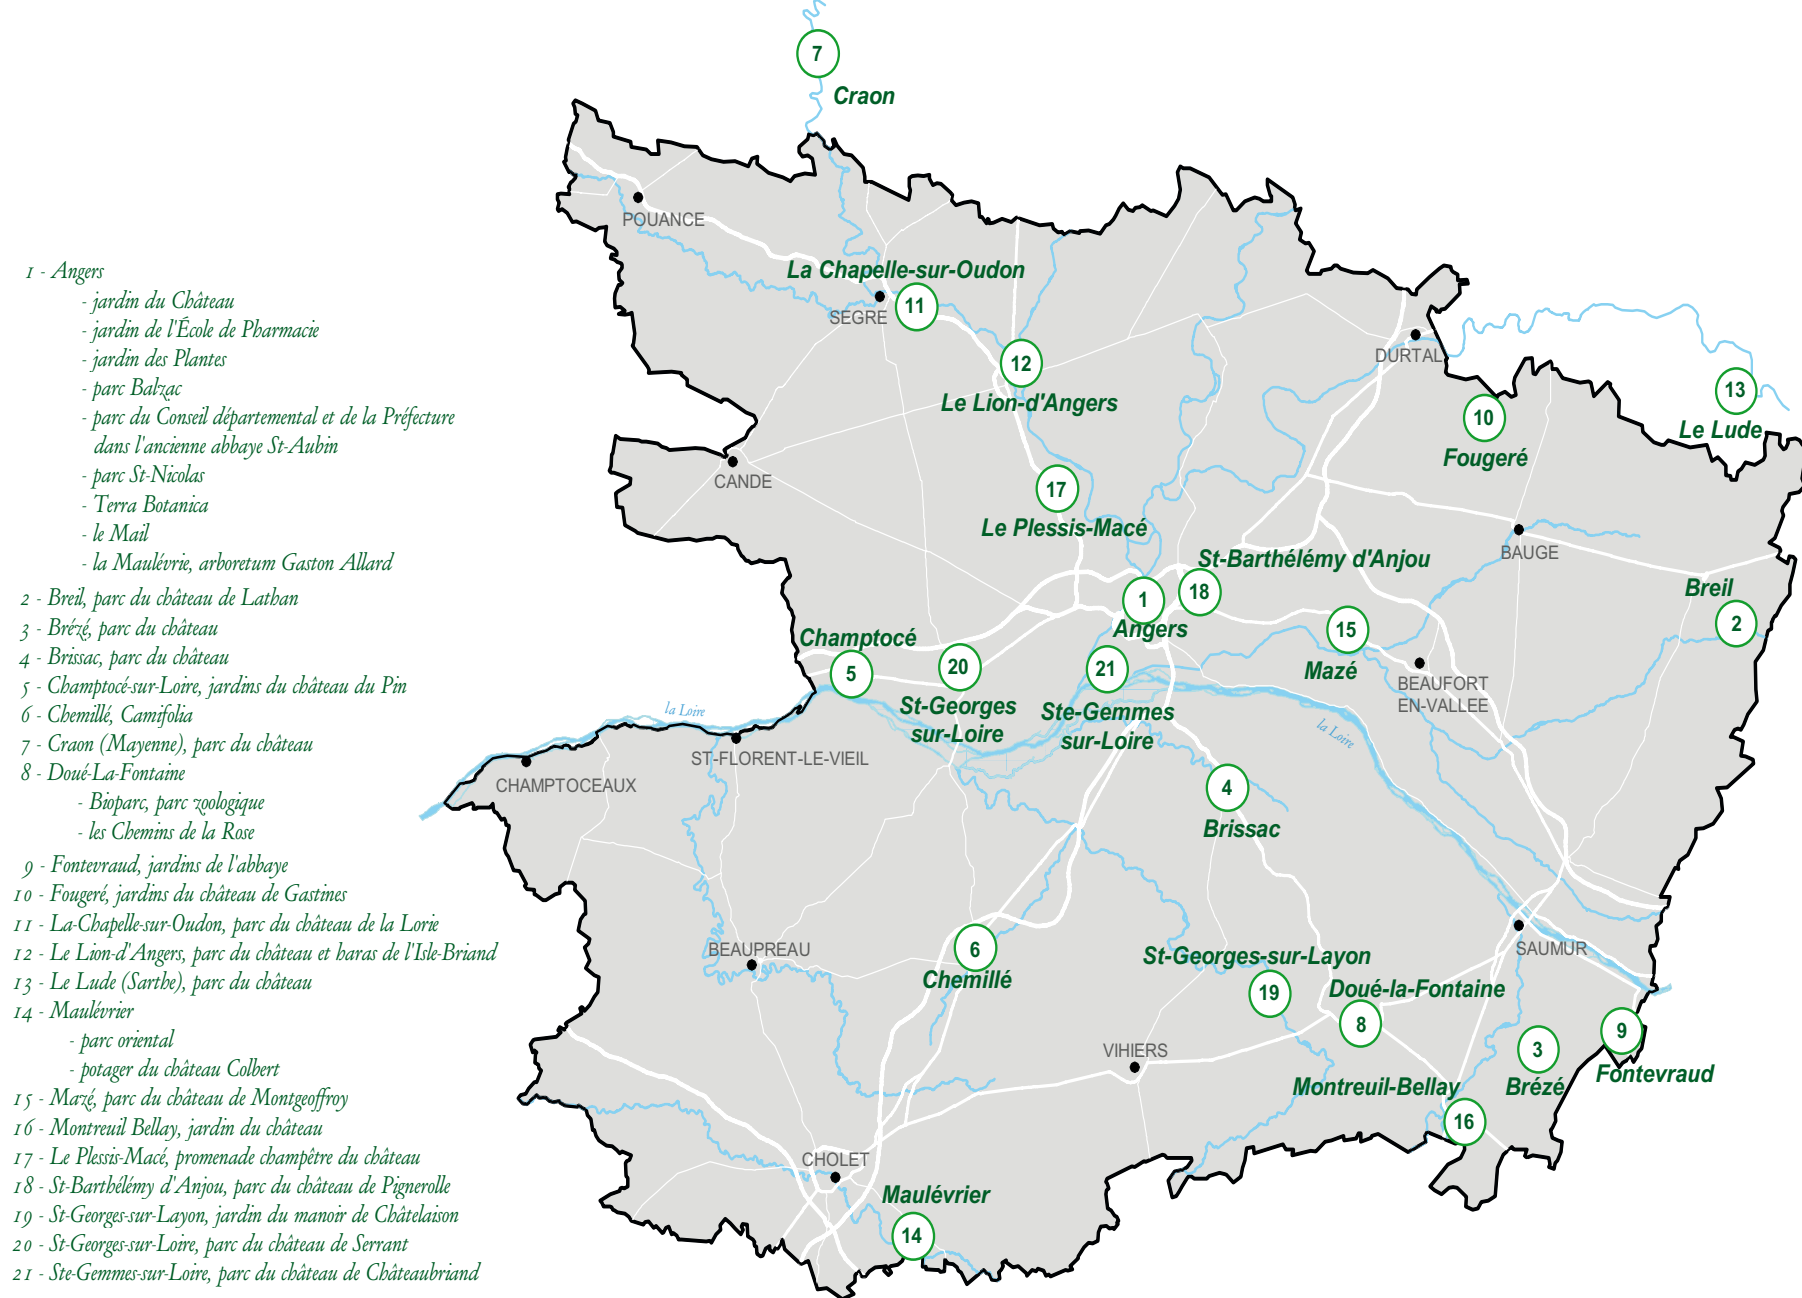 1 - Angers
- jardin du Château
- jardin de l'École de Pharmacie
- jardin des Plantes
- parc Balzac
- parc du Conseil départemental et de la Préfecture
dans l'ancienne abbaye St-Aubin
- parc St-Nicolas
- Terra Botanica
- le Mail
- la Maulévrie, arboretum Gaston Allard
2 - Breil, parc du château de Lathan
3 - Brézé, parc du château
4 - Brissac, parc du château
5 - Champtocé-sur-Loire, jardins du château du Pin
6 - Chemillé, Camifolia
7 - Craon (Mayenne), parc du château
8 - Doué-La-Fontaine
- Bioparc, parc zoologique
- les Chemins de la Rose
9 - Fontevraud, jardins de l'abbaye
10 - Fougeré, jardins du château de Gastines
11 - La-Chapelle-sur-Oudon, parc du château de la Lorie
12 - Le Lion-d'Angers, parc du château et haras de l'Isle-Briand
13 - Le Lude (Sarthe), parc du château
14 - Maulévrier
- parc oriental
- potager du château Colbert
15 - Mazé, parc du château de Montgeoffroy
16 - Montreuil Bellay, jardin du château
17 - Le Plessis-Macé, promenade champêtre du château
18 - St-Barthélémy d'Anjou, parc du château de Pignerolle
19 - St-Georges-sur-Layon, jardin du manoir de Châtelaison
20 - St-Georges-sur-Loire, parc du château de Serrant
21 - Ste-Gemmes-sur-Loire, parc du château de Châteaubriand
7
Craon
POUANCE
La Chapelle-sur-Oudon
11
SEGRE
12
Le Lion-d'Angers
DURTAL
13
Le Lude
10
Fougeré
CANDE
17
Le Plessis-Macé
BAUGE
St-Barthélémy d'Anjou
18
1
Angers
Breil
2
15
Mazé
Champtocé
5
20
St-Georges
sur-Loire
21
Ste-Gemmes
sur-Loire
BEAUFORT
EN-VALLEE
la Loire
la Loire
ST-FLORENT-LE-VIEIL
CHAMPTOCEAUX
4
Brissac
BEAUPREAU
6
Chemillé
SAUMUR
St-Georges-sur-Layon
19
Doué-la-Fontaine
8
9
Fontevraud
3
Brézé
VIHIERS
Montreuil-Bellay
16
CHOLET
Maulévrier
14